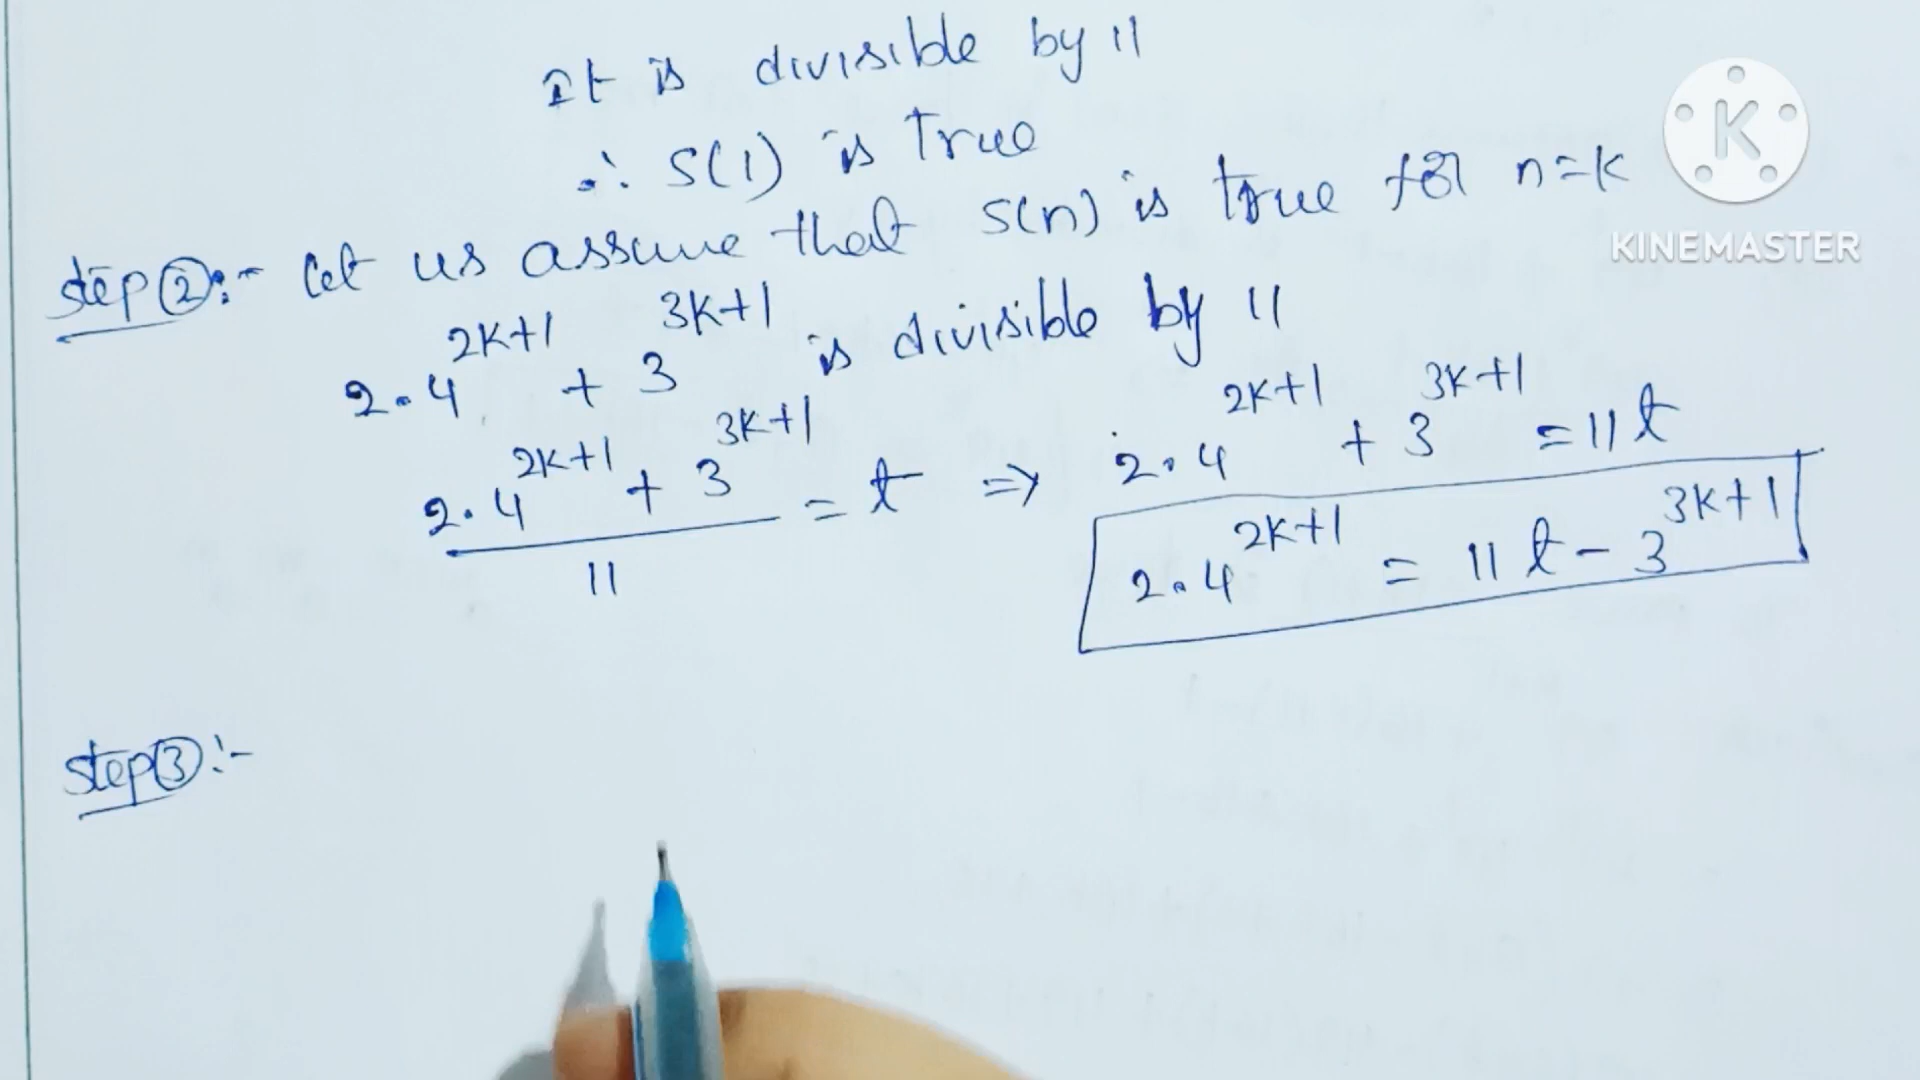 It is divisible by 11
∴ S(1) is True
K
KINEMASTER
step ②:- Let us assume that S(n) is true for n=k
2.4^{2k+1} + 3^{3k+1} is divisible by 11
\frac{2.4^{2k+1} + 3^{3k+1}}{11} = t ⇒ 2.4^{2k+1} + 3^{3k+1} = 11t
2.4^{2k+1} = 11t - 3^{3k+1}
step③:-